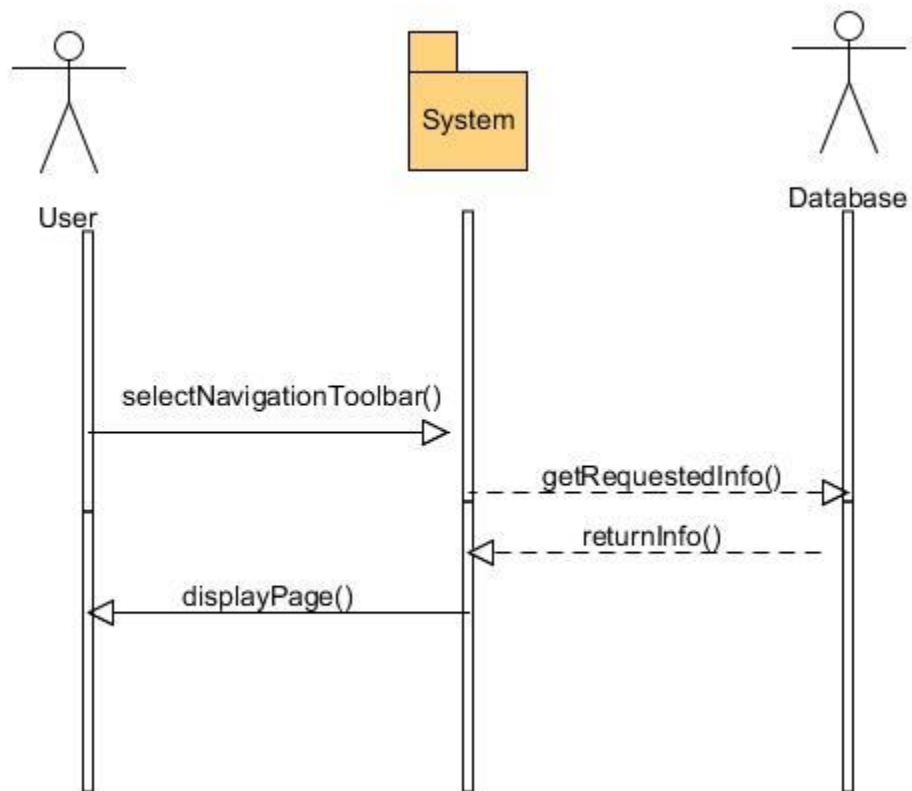 System
Database
User
selectNavigationToolbar()
getRequestedInfo()
returnInfo()
displayPage()